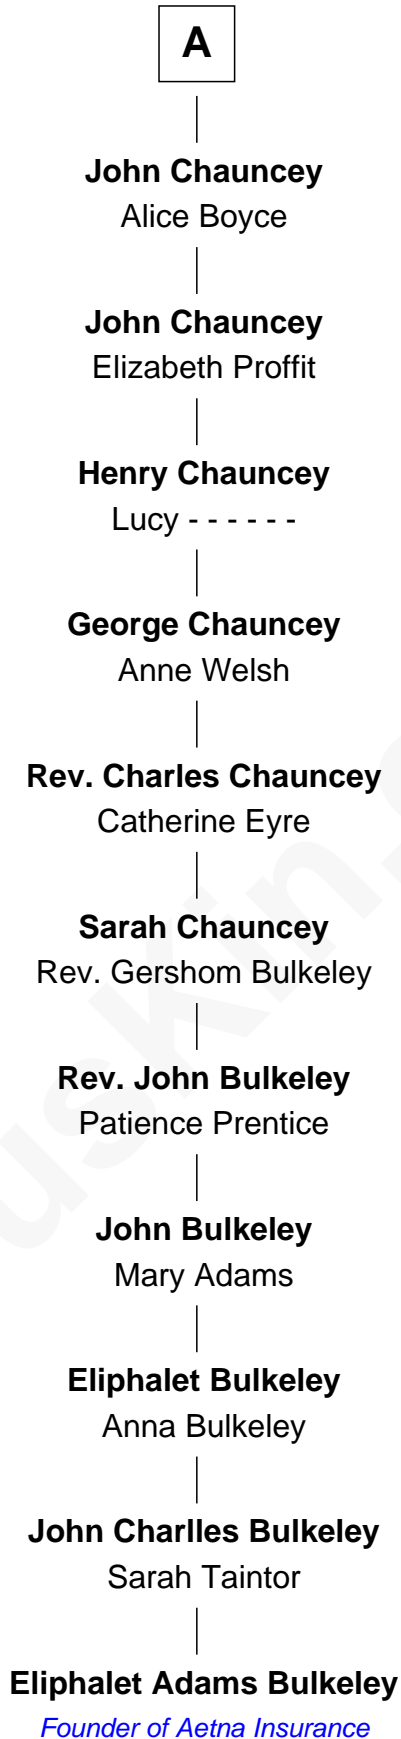 A
John Chauncey
Alice Boyce
John Chauncey
Elizabeth Proffit
Henry Chauncey
Lucy - - - - - -
George Chauncey
Anne Welsh
Rev. Charles Chauncey
Catherine Eyre
Sarah Chauncey
Rev. Gershom Bulkeley
Rev. John Bulkeley
Patience Prentice
John Bulkeley
Mary Adams
Eliphalet Bulkeley
Anna Bulkeley
John Charlles Bulkeley
Sarah Taintor
Eliphalet Adams Bulkeley
Founder of Aetna Insurance